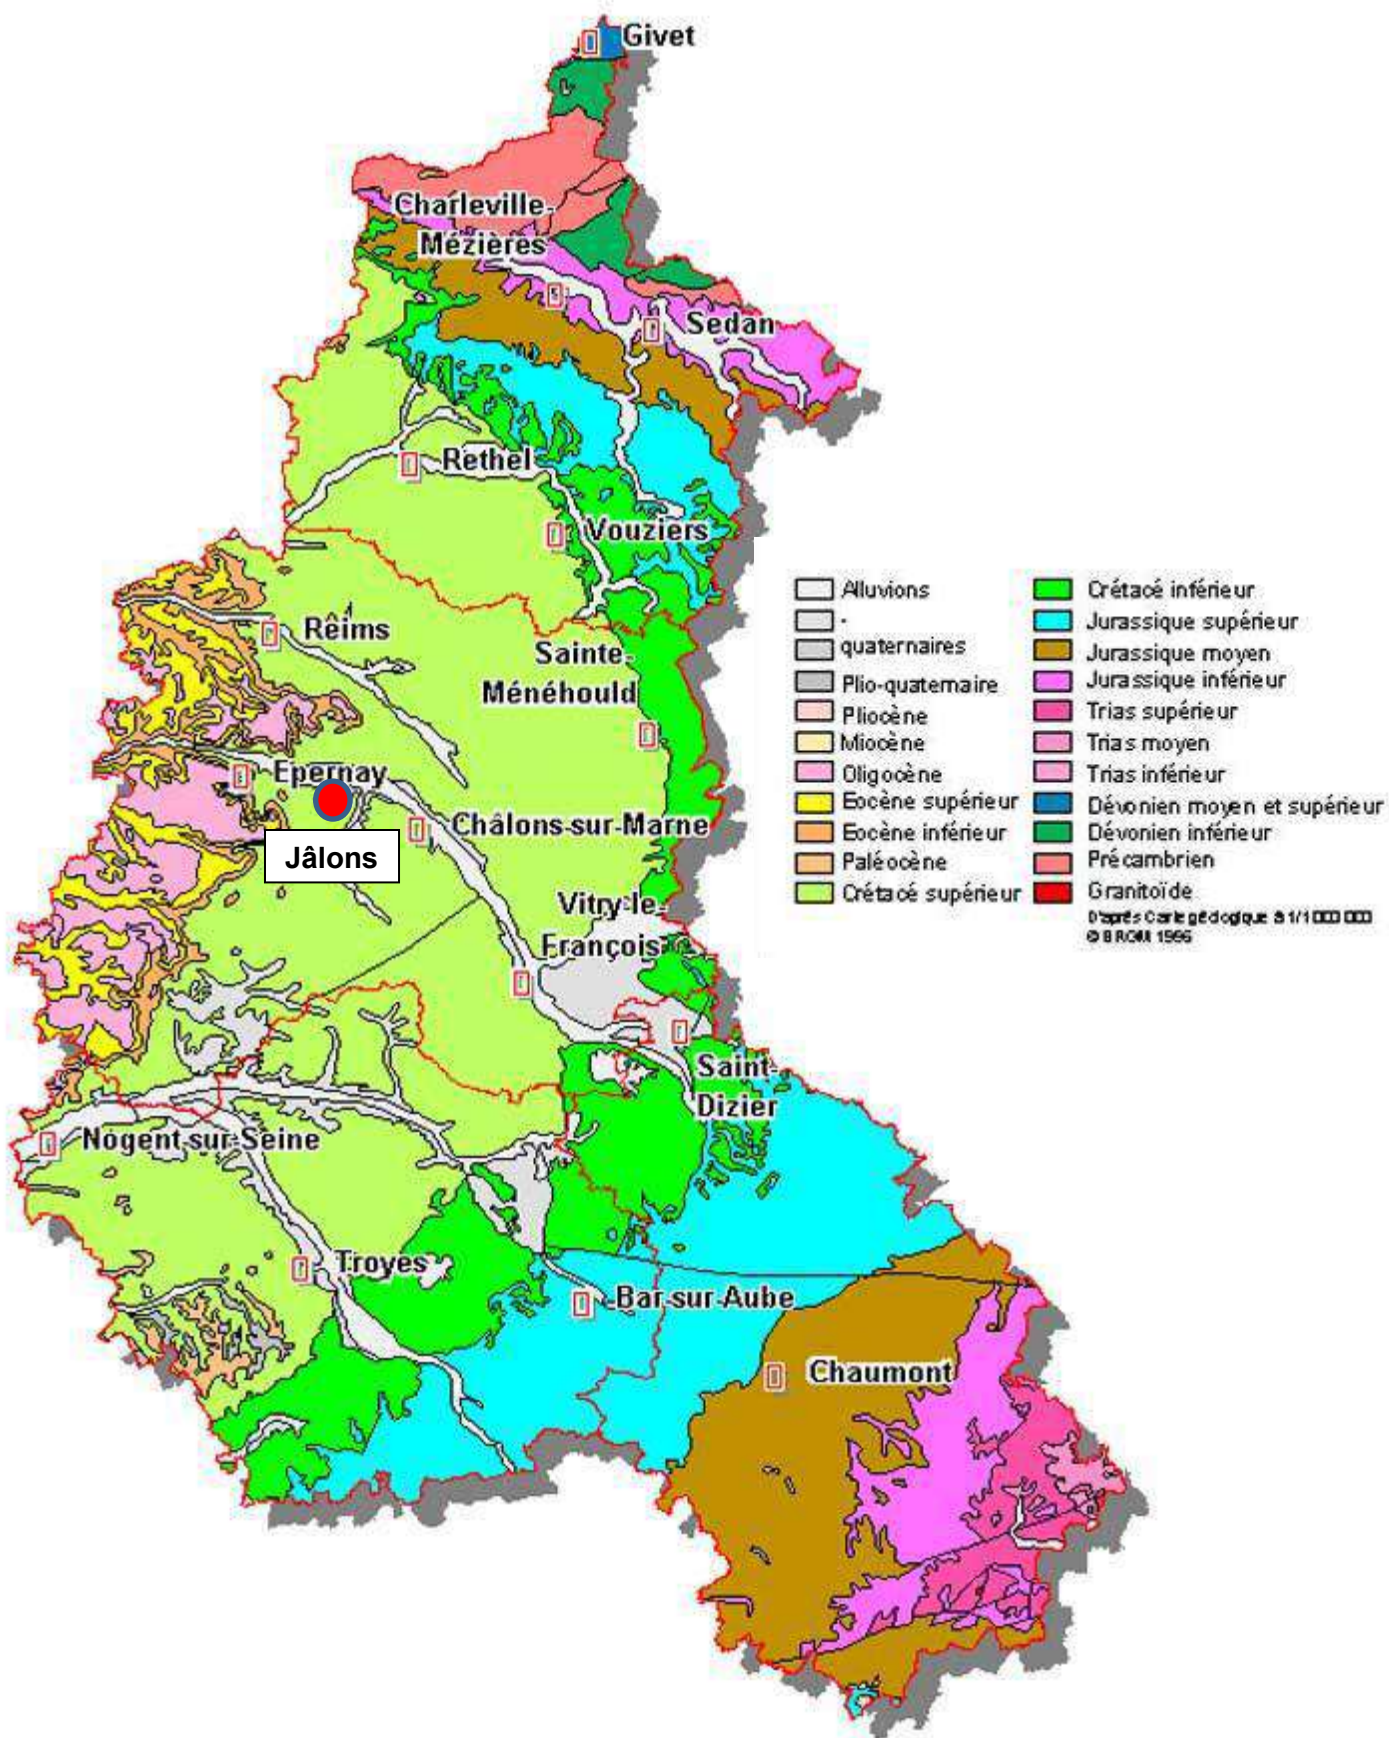 Givet
Charleville-
Mézières
Sedan
Rethel
Vouziers
Rêims
Sainte-
Ménéhould
Epernay
Châlons-sur-Marne
Jâlons
Vitry-le-
François
Saint-
Dizier
Nogent-sur-Seine
Troyes
Bar-sur-Aube
Chaumont
Alluvions
-
quaternaires
Plio-quaternaire
Pliocène
Miocène
Oligocène
Eocène supérieur
Eocène inférieur
Paléocène
Crétacé supérieur
Crétacé inférieur
Jurassique supérieur
Jurassique moyen
Jurassique inférieur
Trias supérieur
Trias moyen
Trias inférieur
Dévonien moyen et supérieur
Dévonien inférieur
Précambrien
Granitoïde
D'après Carte géologique à 1/1 000 000
© BRGM 1996